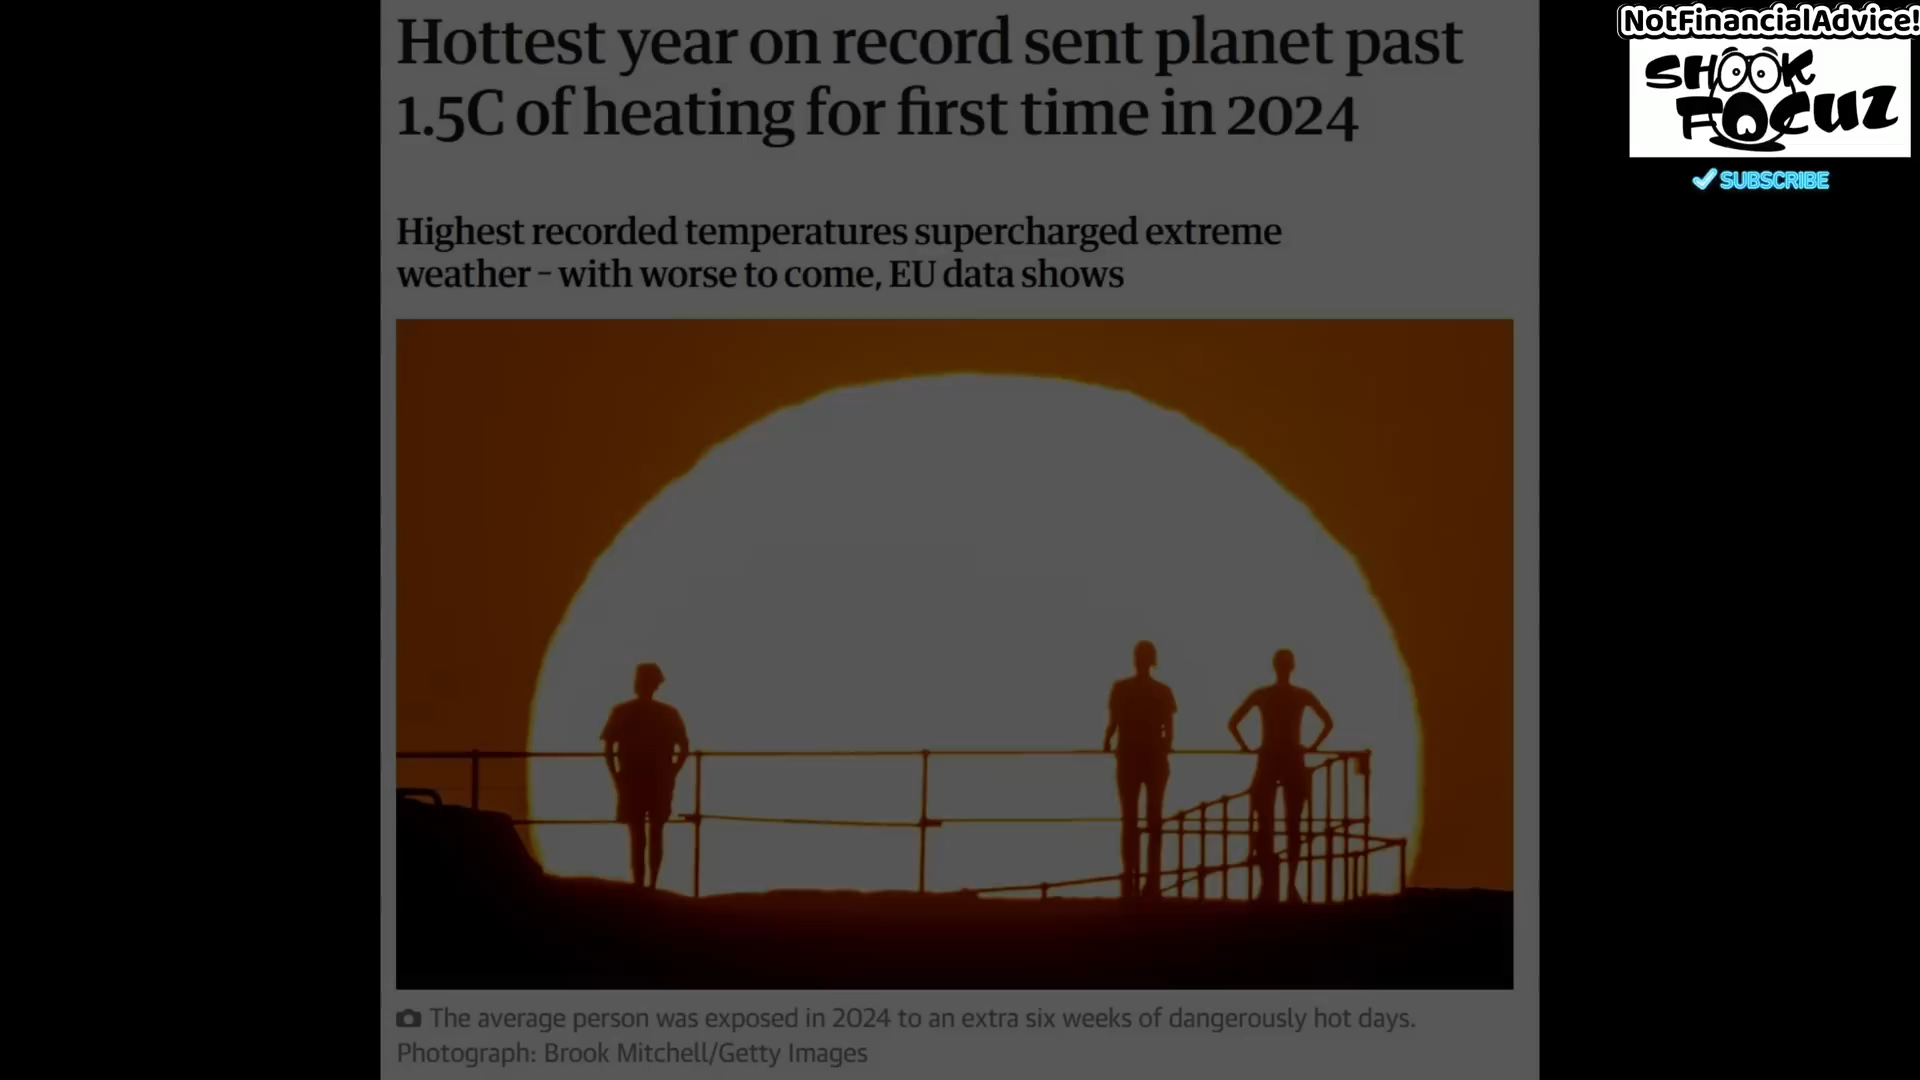 Hottest year on record sent planet past
1.5C of heating for first time in 2024
Highest recorded temperatures supercharged extreme
weather – with worse to come, EU data shows
The average person was exposed in 2024 to an extra six weeks of dangerously hot days.
Photograph: Brook Mitchell/Getty Images
NotFinancialAdvice!
SHOOK
FOCUZ
SUBSCRIBE